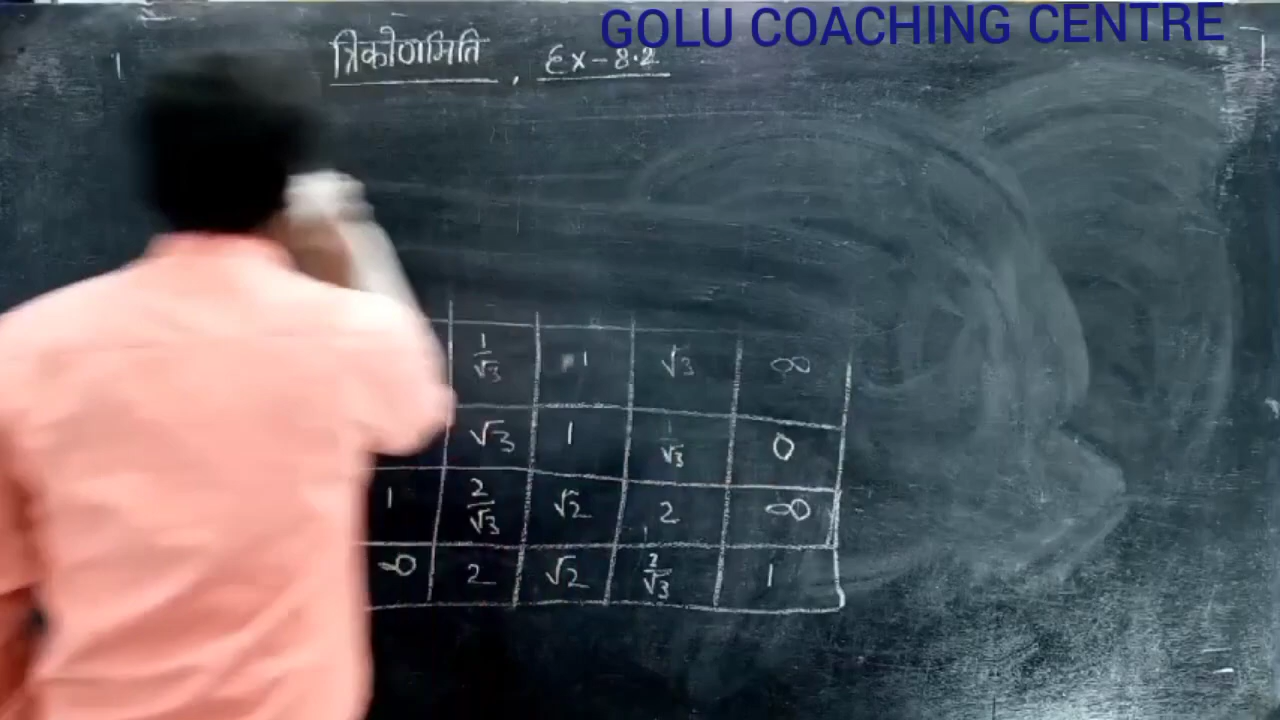 GOLU COACHING CENTRE
त्रिकोणमिति, Ex-8.2
1/√3 1 √3 ∞
√3 1 1/√3 0
1 2/√3 √2 2 ∞
∞ 2 √2 2/√3 1